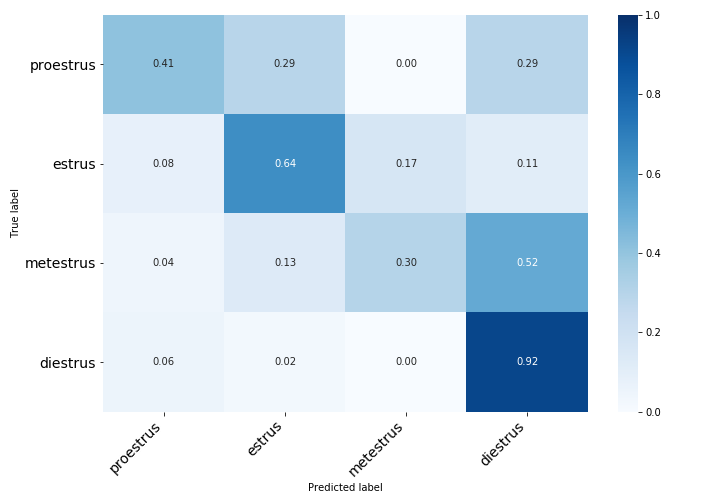 proestrus 0.41 0.29 0.00 0.29
estrus 0.08 0.64 0.17 0.11
metestrus 0.04 0.13 0.30 0.52
diestrus 0.06 0.02 0.00 0.92
proestrus estrus metestrus diestrus
True label
Predicted label
1.0
0.8
0.6
0.4
0.2
0.0